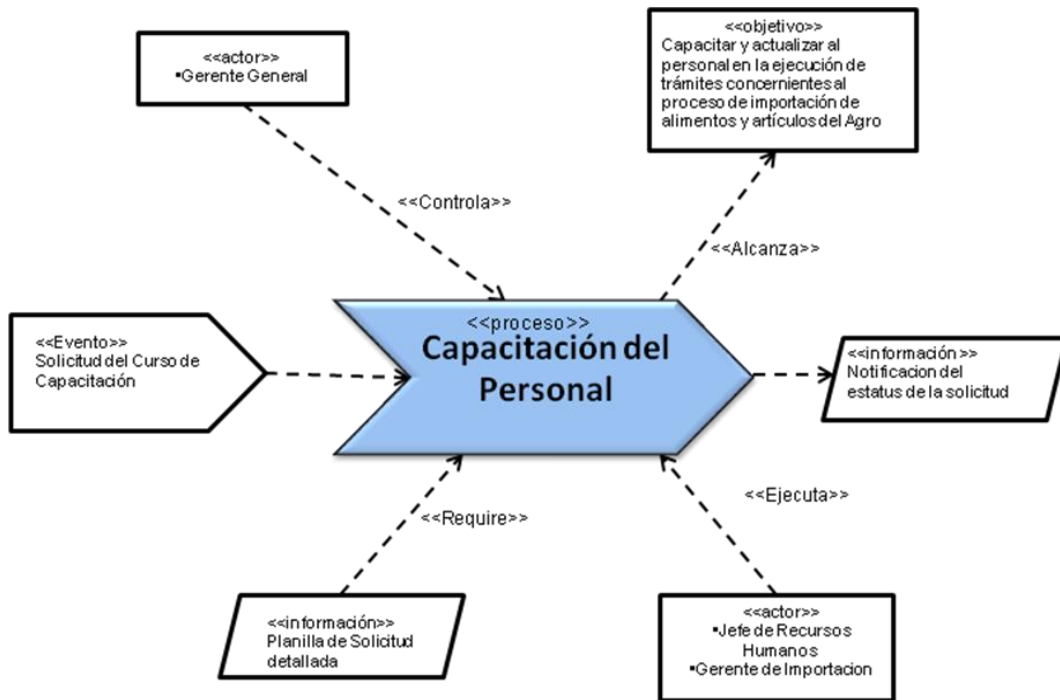 <<actor>>
▪Gerente General
<<objetivo>>
Capacitar y actualizar al
personal en la ejecución de
trámites concernientes al
proceso de importación de
alimentos y artículos del Agro
<<Controla>>
<<Alcanza>>
<<Evento>>
Solicitud del Curso de
Capacitación
<<proceso>>
Capacitación del
Personal
<<información >>
Notificacion del
estatus de la solicitud
<<Require>>
<<Ejecuta>>
<<información>>
Planilla de Solicitud
detallada
<<actor>>
▪Jefe de Recursos
Humanos
▪Gerente de Importacion